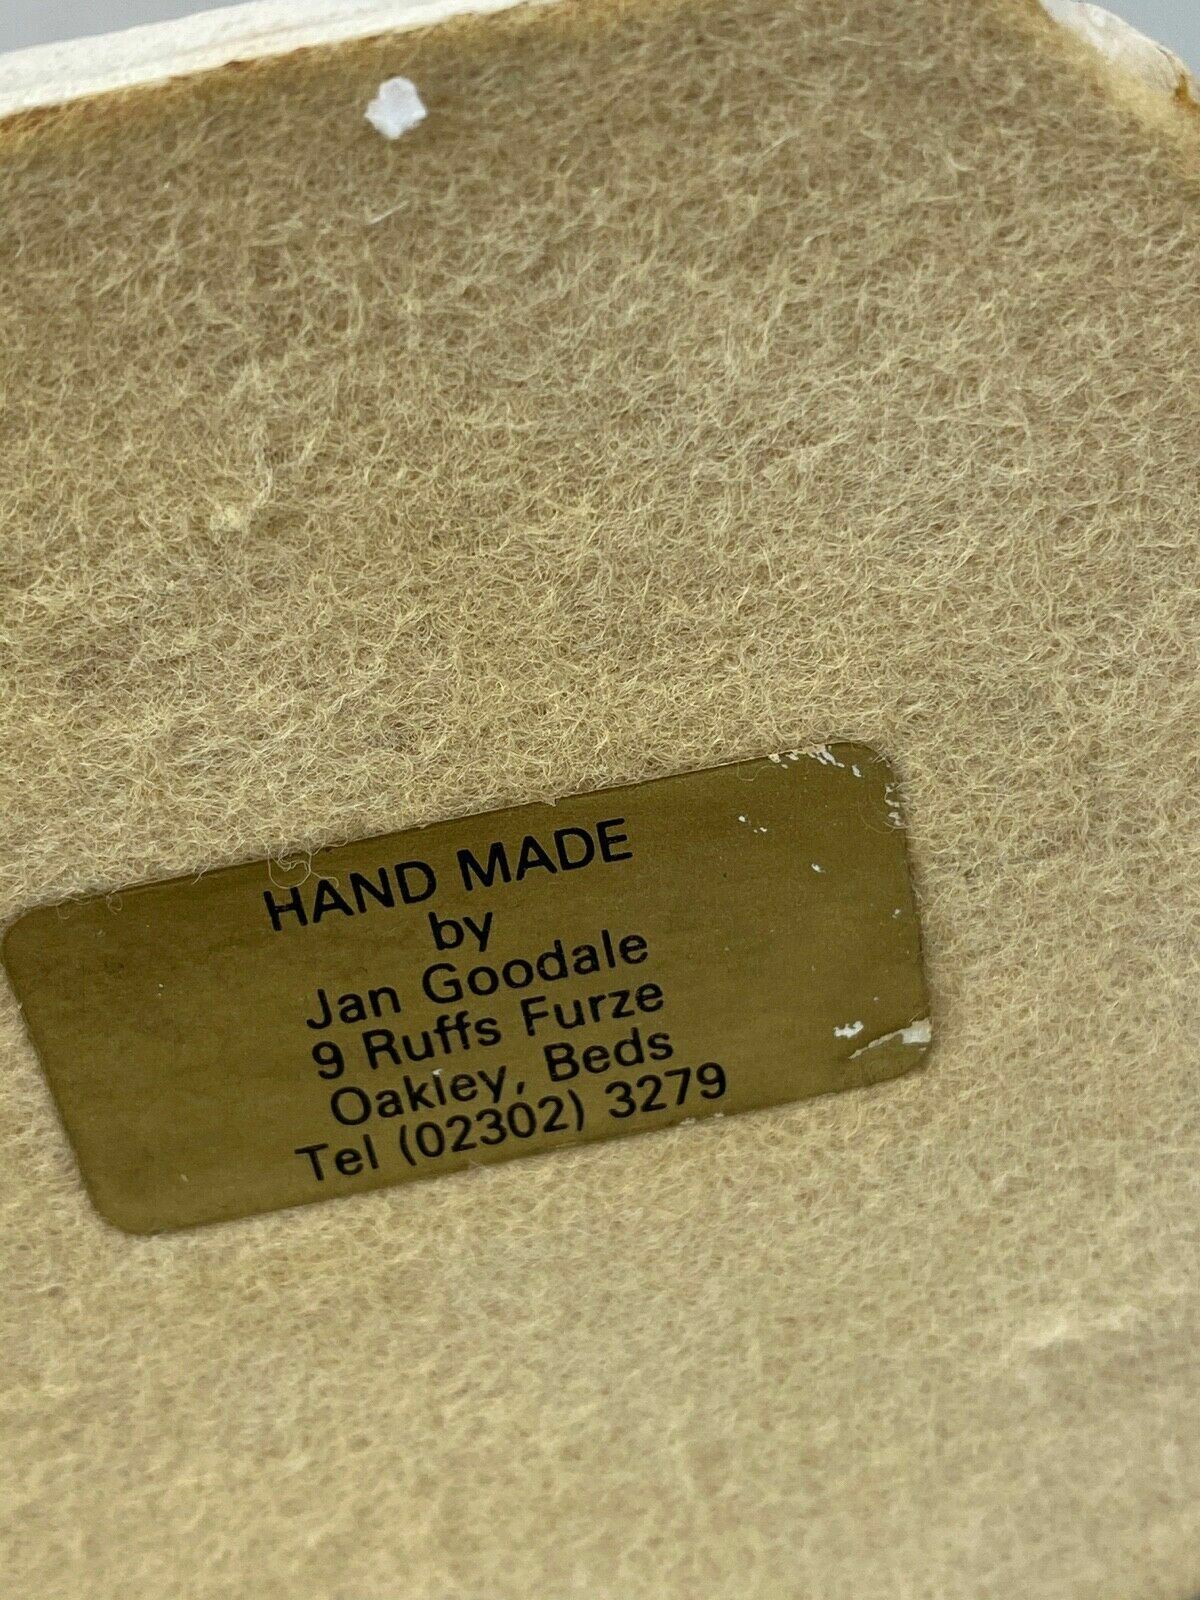 HAND MADE
by
Jan Goodale
9 Ruffs Furze
Oakley, Beds
Tel (02302) 3279